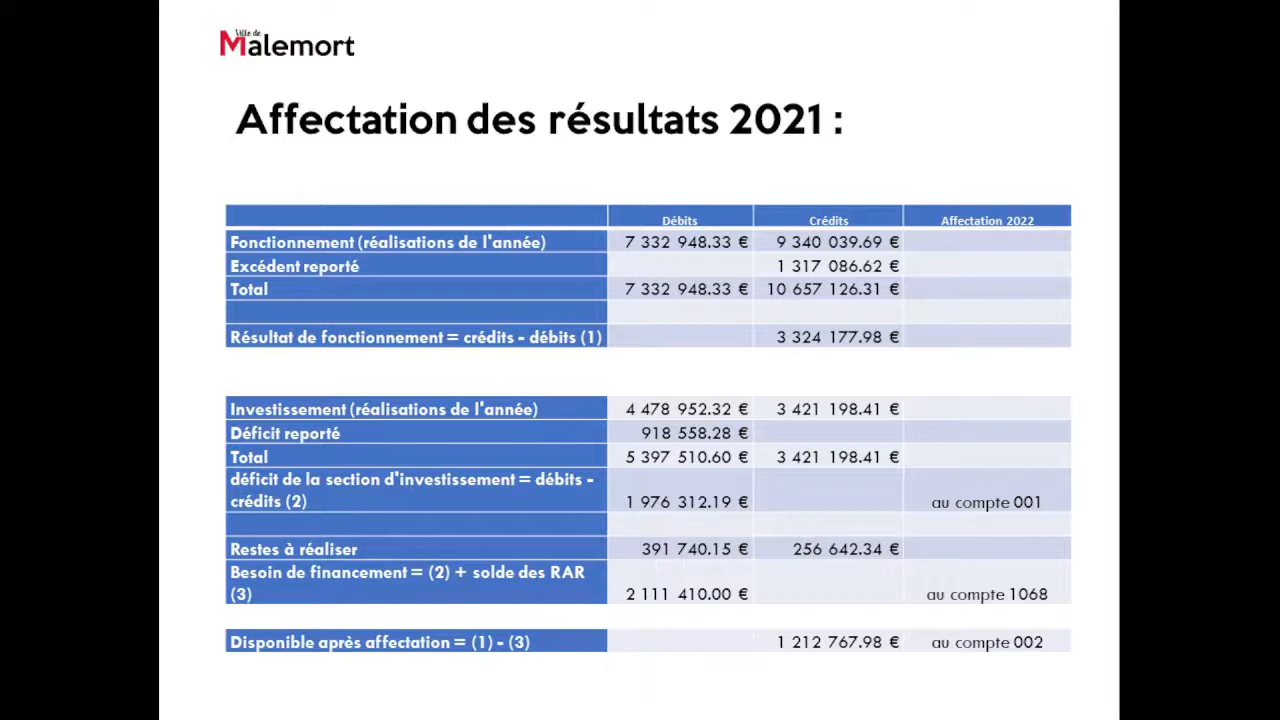 Ville de
Malemort
Affectation des résultats 2021 :
Débits Crédits Affectation 2022
Fonctionnement (réalisations de l'année) 7 332 948.33 € 9 340 039.69 €
Excédent reporté 1 317 086.62 €
Total 7 332 948.33 € 10 657 126.31 €
Résultat de fonctionnement = crédits - débits (1) 3 324 177.98 €
Investissement (réalisations de l'année) 4 478 952.32 € 3 421 198.41 €
Déficit reporté 918 558.28 €
Total 5 397 510.60 € 3 421 198.41 €
déficit de la section d'investissement = débits -
crédits (2) 1 976 312.19 € au compte 001
Restes à réaliser 391 740.15 € 256 642.34 €
Besoin de financement = (2) + solde des RAR
(3) 2 111 410.00 € au compte 1068
Disponible après affectation = (1) - (3) 1 212 767.98 € au compte 002